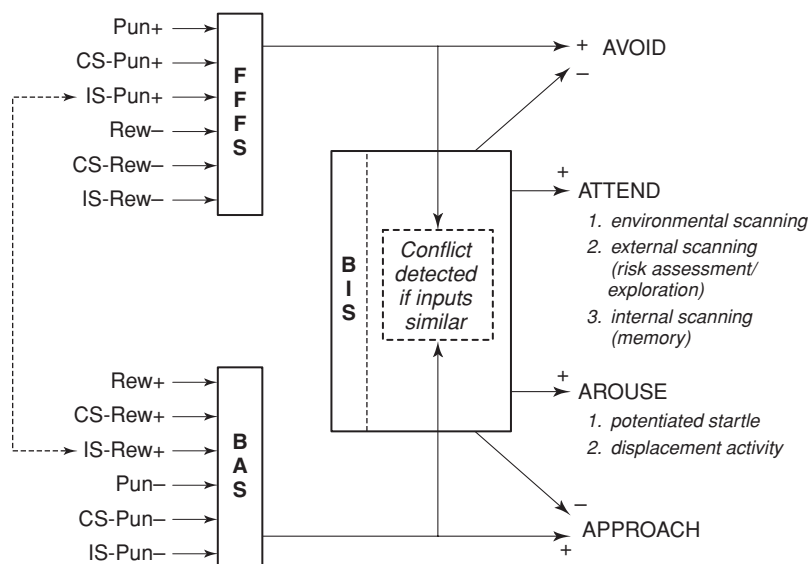 Pun+
CS-Pun+
IS-Pun+
Rew–
CS-Rew–
IS-Rew–
F
F
F
S
+ AVOID
–
+
ATTEND
1. environmental scanning
2. external scanning
(risk assessment/
exploration)
3. internal scanning
(memory)
B
I
S
Conflict
detected
if inputs
similar
+
AROUSE
1. potentiated startle
2. displacement activity
Rew+
CS-Rew+
IS-Rew+
Pun–
CS-Pun–
IS-Pun–
B
A
S
–
APPROACH
+